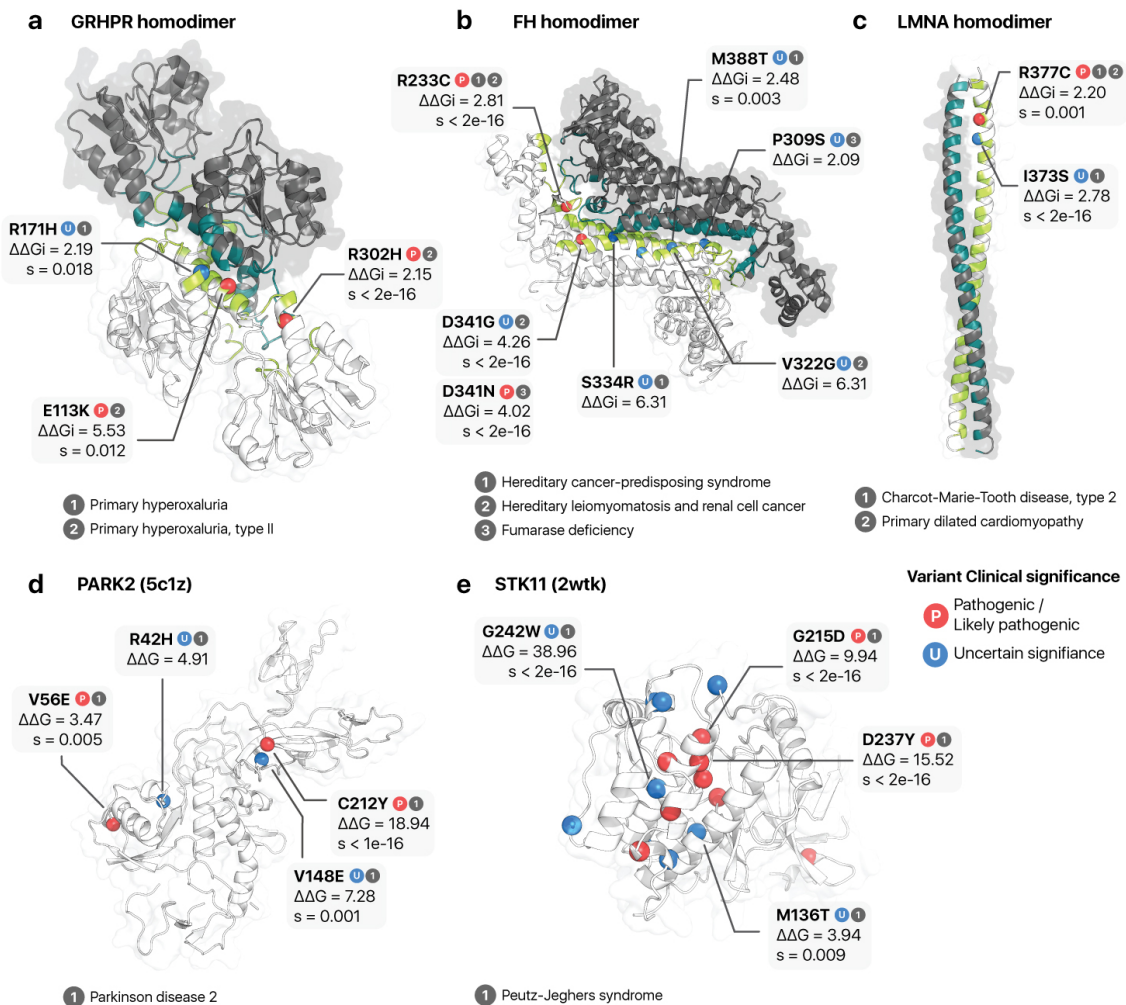 a GRHPR homodimer
R171H U 1
ΔΔGi = 2.19
s = 0.018
R302H P 2
ΔΔGi = 2.15
s < 2e-16
E113K P 2
ΔΔGi = 5.53
s = 0.012
1 Primary hyperoxaluria
2 Primary hyperoxaluria, type II
b FH homodimer
R233C P 1 2
ΔΔGi = 2.81
s < 2e-16
M388T U 1
ΔΔGi = 2.48
s = 0.003
P309S U 3
ΔΔGi = 2.09
D341G U 2
ΔΔGi = 4.26
s < 2e-16
D341N P 3
ΔΔGi = 4.02
s < 2e-16
S334R U 1
ΔΔGi = 6.31
V322G U 2
ΔΔGi = 6.31
1 Hereditary cancer-predisposing syndrome
2 Hereditary leiomyomatosis and renal cell cancer
3 Fumarase deficiency
c LMNA homodimer
R377C P 1 2
ΔΔGi = 2.20
s = 0.001
I373S U 1
ΔΔGi = 2.78
s < 2e-16
1 Charcot-Marie-Tooth disease, type 2
2 Primary dilated cardiomyopathy
d PARK2 (5c1z)
R42H U 1
ΔΔG = 4.91
V56E P 1
ΔΔG = 3.47
s = 0.005
C212Y P 1
ΔΔG = 18.94
s < 1e-16
V148E U 1
ΔΔG = 7.28
s = 0.001
1 Parkinson disease 2
e STK11 (2wtk)
G242W U 1
ΔΔG = 38.96
s < 2e-16
G215D P 1
ΔΔG = 9.94
s < 2e-16
D237Y P 1
ΔΔG = 15.52
s < 2e-16
M136T U 1
ΔΔG = 3.94
s = 0.009
1 Peutz-Jeghers syndrome
Variant Clinical significance
P Pathogenic /
Likely pathogenic
U Uncertain signifiance